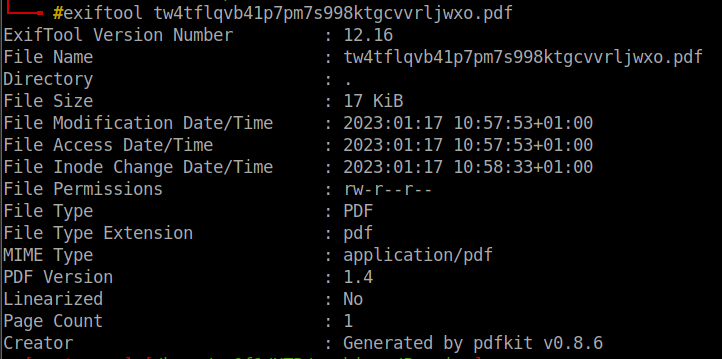 #exiftool tw4tflqvb41p7pm7s998ktgcvvrljwxo.pdf
ExifTool Version Number : 12.16
File Name : tw4tflqvb41p7pm7s998ktgcvvrljwxo.pdf
Directory : .
File Size : 17 KiB
File Modification Date/Time : 2023:01:17 10:57:53+01:00
File Access Date/Time : 2023:01:17 10:57:53+01:00
File Inode Change Date/Time : 2023:01:17 10:58:33+01:00
File Permissions : rw-r--r--
File Type : PDF
File Type Extension : pdf
MIME Type : application/pdf
PDF Version : 1.4
Linearized : No
Page Count : 1
Creator : Generated by pdfkit v0.8.6